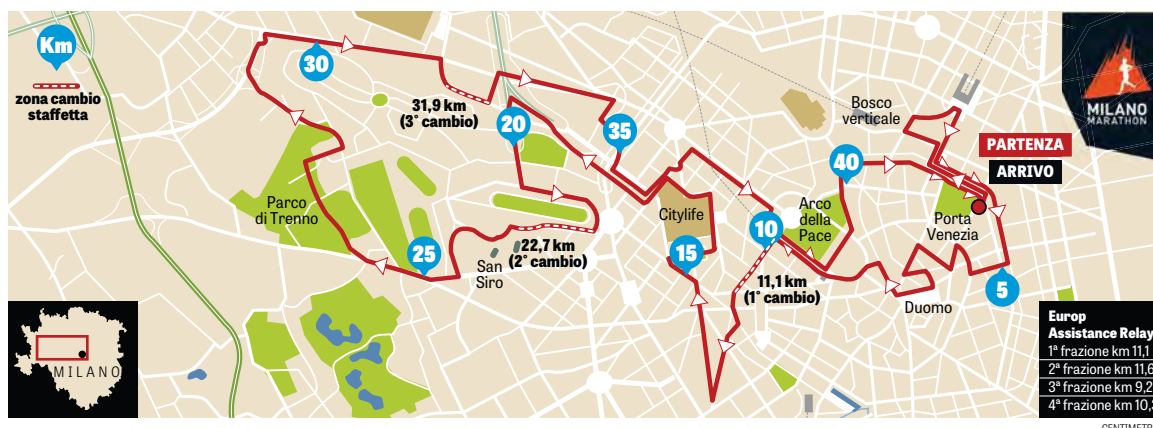 Km
zona cambio
staffetta
30
31,9 km
(3° cambio)
20
35
Bosco
verticale
MILANO
MARATHON
PARTENZA
ARRIVO
40
Parco
di Trenno
Citylife
Arco
della
Pace
10
Porta
Venezia
25
San
Siro
22,7 km
(2° cambio)
15
11,1 km
(1° cambio)
5
Duomo
MILANO
Europ
Assistance Relay
1ª frazione km 11,1
2ª frazione km 11,6
3ª frazione km 9,2
4ª frazione km 10,3